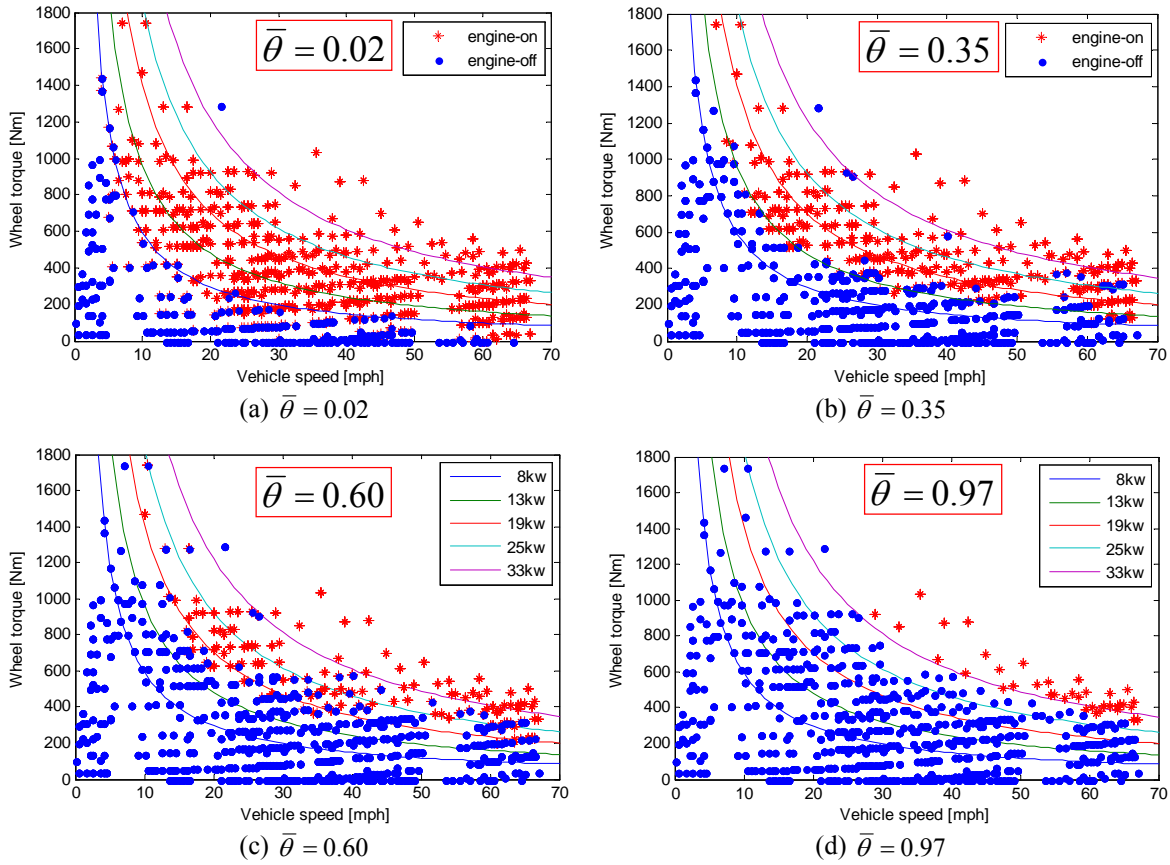 1800
1600
1400
1200
1000
800
600
400
200
0
Wheel torque [Nm]
θ̅ = 0.02
engine-on
engine-off
0 10 20 30 40 50 60 70
Vehicle speed [mph]
(a) θ̅ = 0.02
1800
1600
1400
1200
1000
800
600
400
200
0
Wheel torque [Nm]
θ̅ = 0.35
engine-on
engine-off
0 10 20 30 40 50 60 70
Vehicle speed [mph]
(b) θ̅ = 0.35
1800
1600
1400
1200
1000
800
600
400
200
0
Wheel torque [Nm]
θ̅ = 0.60
8kw
13kw
19kw
25kw
33kw
0 10 20 30 40 50 60 70
Vehicle speed [mph]
(c) θ̅ = 0.60
1800
1600
1400
1200
1000
800
600
400
200
0
Wheel torque [Nm]
θ̅ = 0.97
8kw
13kw
19kw
25kw
33kw
0 10 20 30 40 50 60 70
Vehicle speed [mph]
(d) θ̅ = 0.97